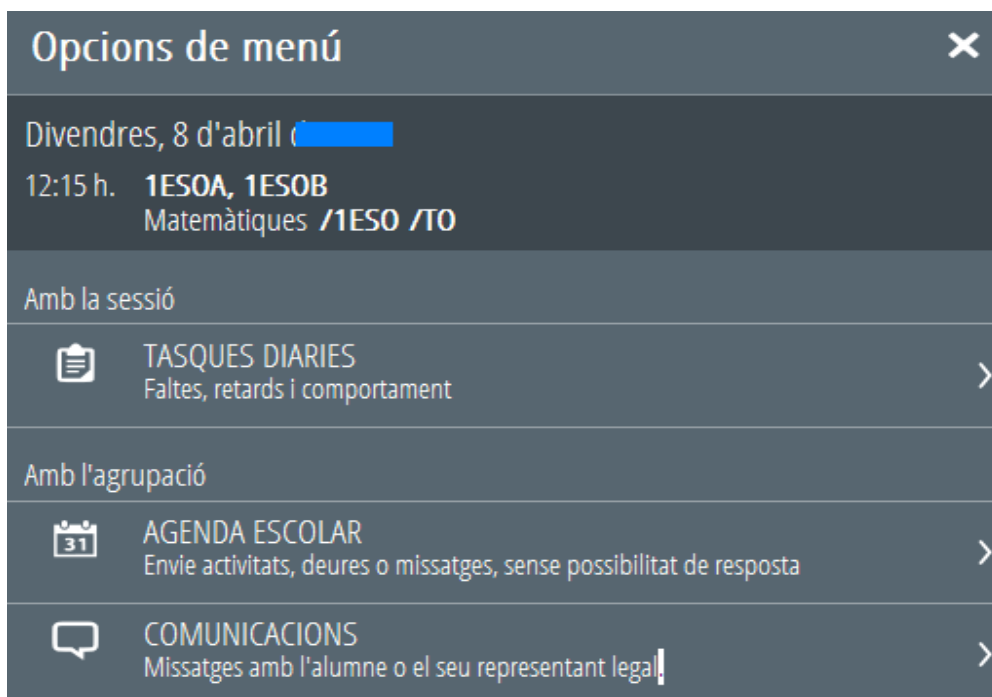 Opcions de menú
Divendres, 8 d'abril
12:15 h. 1ESOA, 1ESOB
Matemàtiques /1ESO /TO
Amb la sessió
TASQUES DIARIES
Faltes, retards i comportament
Amb l'agrupació
31
AGENDA ESCOLAR
Envie activitats, deures o missatges, sense possibilitat de resposta
COMUNICACIONS
Missatges amb l'alumne o el seu representant legal.